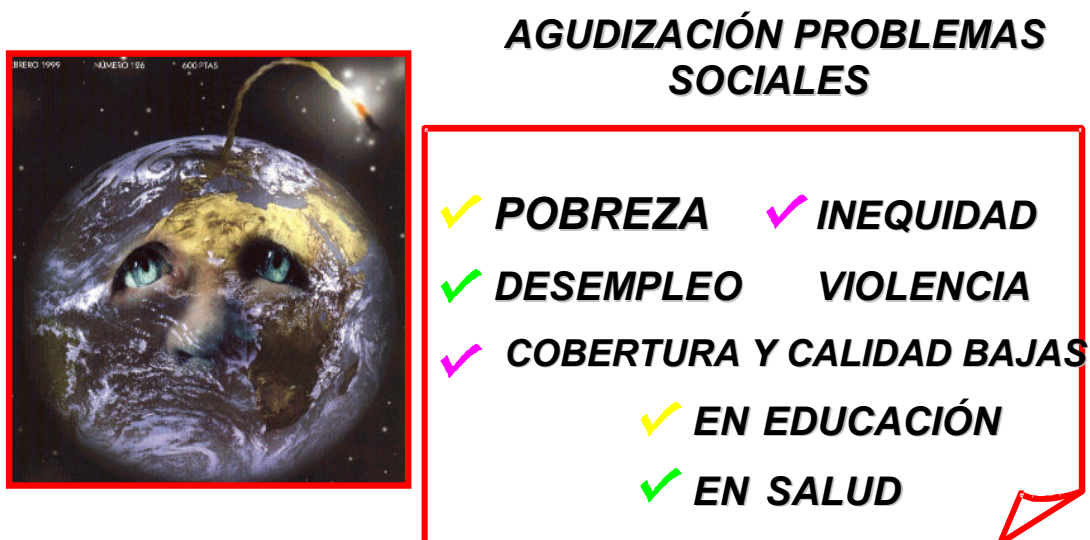 AGUDIZACIÓN PROBLEMAS
SOCIALES
BRERO 1999 NÚMERO 126 600 PTAS
POBREZA INEQUIDAD
DESEMPLEO VIOLENCIA
COBERTURA Y CALIDAD BAJAS
EN EDUCACIÓN
EN SALUD